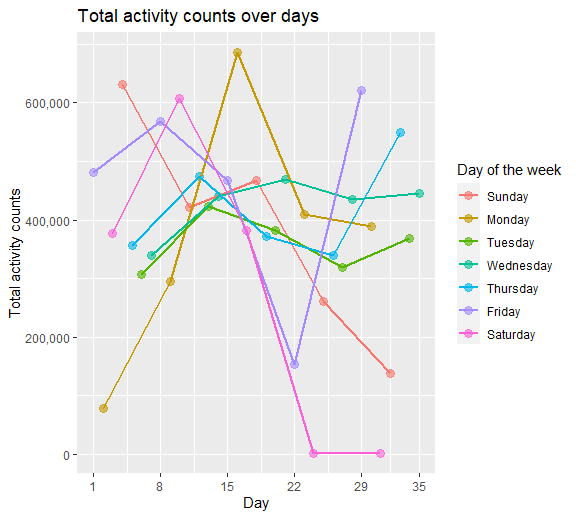 Total activity counts over days
Total activity counts
600,000
400,000
200,000
0
1 8 15 22 29 35
Day
Day of the week
Sunday
Monday
Tuesday
Wednesday
Thursday
Friday
Saturday